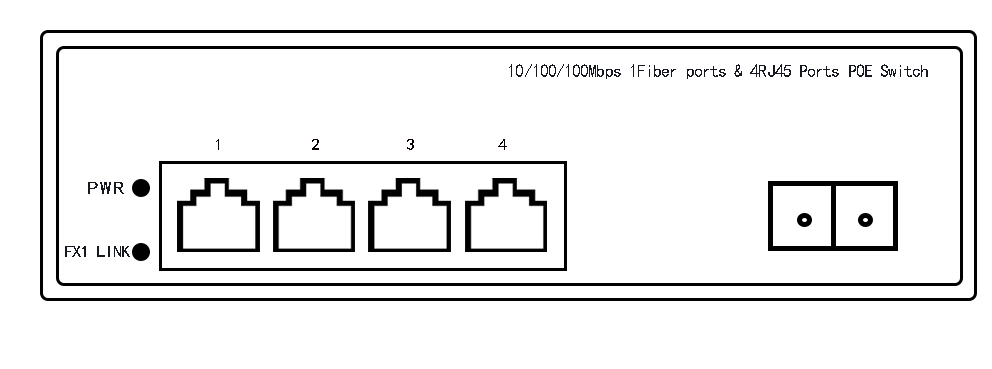 10/100/100Mbps 1Fiber ports & 4RJ45 Ports POE Switch
1 2 3 4
PWR
FX1 LINK